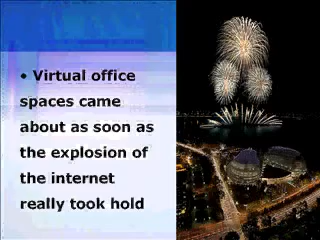 • Virtual office
spaces came
about as soon as
the explosion of
the internet
really took hold